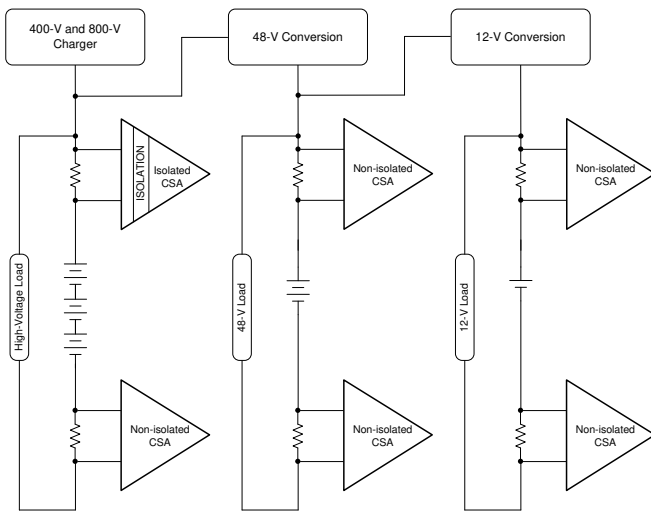 400-V and 800-V
Charger
48-V Conversion
12-V Conversion
ISOLATION
Isolated
CSA
Non-isolated
CSA
Non-isolated
CSA
High-Voltage Load
48-V Load
12-V Load
Non-isolated
CSA
Non-isolated
CSA
Non-isolated
CSA